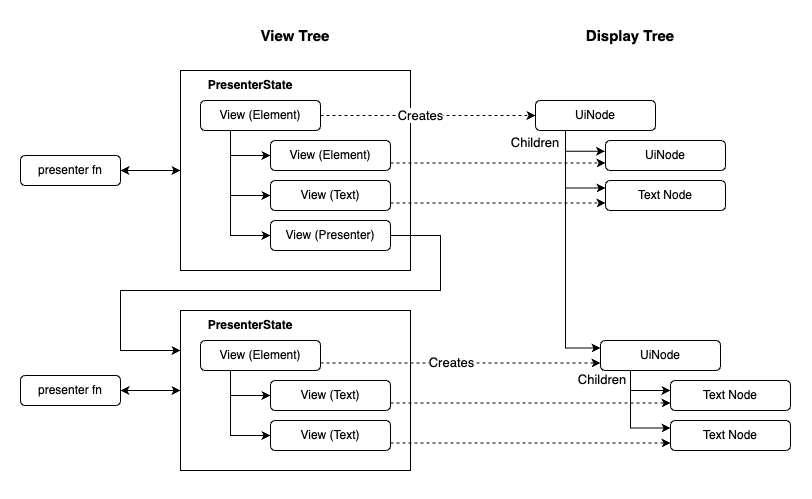 View Tree
Display Tree
PresenterState
View (Element)
Creates
UiNode
Children
View (Element)
UiNode
presenter fn
View (Text)
Text Node
View (Presenter)
PresenterState
View (Element)
Creates
UiNode
Children
presenter fn
View (Text)
Text Node
View (Text)
Text Node